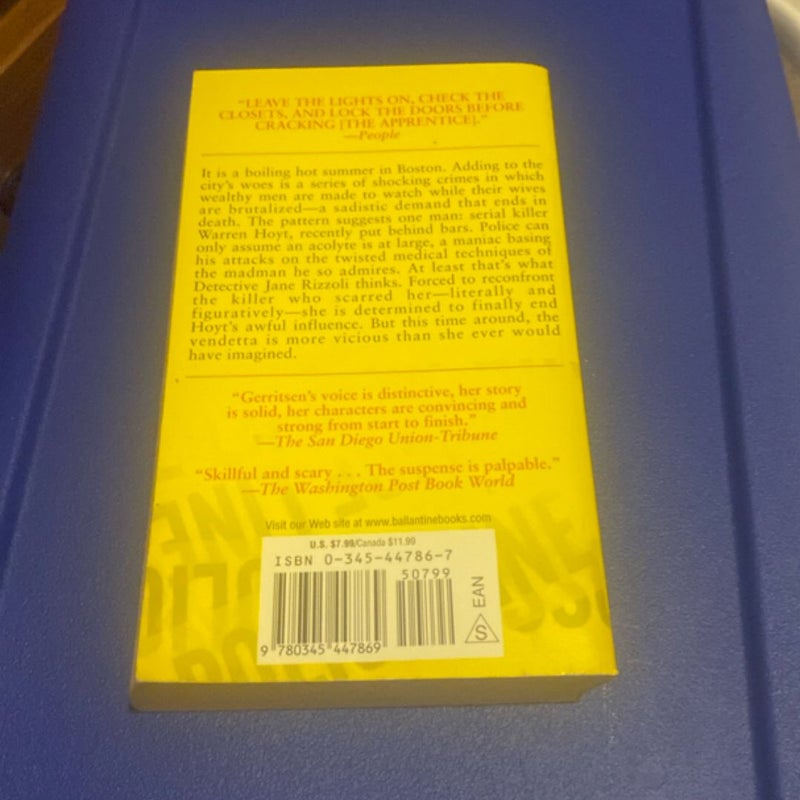 "LEAVE THE LIGHTS ON, CHECK THE
CLOSETS, AND LOCK THE DOORS BEFORE
CRACKING [THE APPRENTICE]."
—People
It is a boiling hot summer in Boston. Adding to the
city's woes is a series of shocking crimes in which
wealthy men are made to watch while their wives
are brutalized—a sadistic demand that ends in
death. The pattern suggests one man: serial killer
Warren Hoyt, recently put behind bars. Police can
only assume an acolyte is at large, a maniac basing
his attacks on the twisted medical techniques of
the madman he so admires. At least that's what
Detective Jane Rizzoli thinks. Forced to reconfront
the killer who scarred her—literally and
figuratively—she is determined to finally end
Hoyt's awful influence. But this time around, the
vendetta is more vicious than she ever would
have imagined.
"Gerritsen's voice is distinctive, her story
is solid, her characters are convincing and
strong from start to finish."
—The San Diego Union-Tribune
"Skillful and scary . . . The suspense is palpable."
—The Washington Post Book World
Visit our Web site at www.ballantinebooks.com
U.S. $7.99/Canada $11.99
ISBN 0-345-44786-7
50799
EAN
S
9 780345 447869